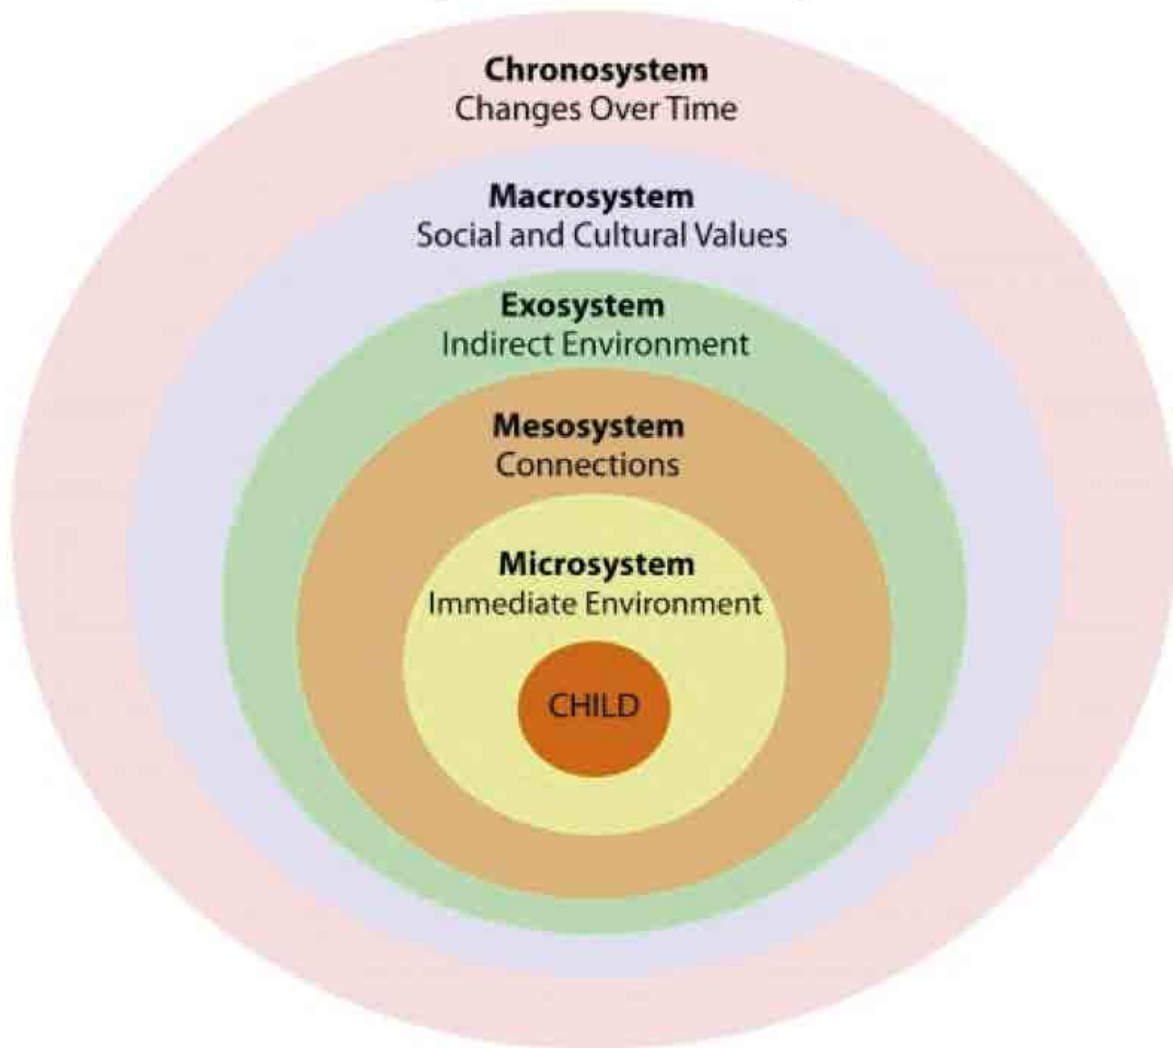 Chronosystem
Changes Over Time
Macrosystem
Social and Cultural Values
Exosystem
Indirect Environment
Mesosystem
Connections
Microsystem
Immediate Environment
CHILD